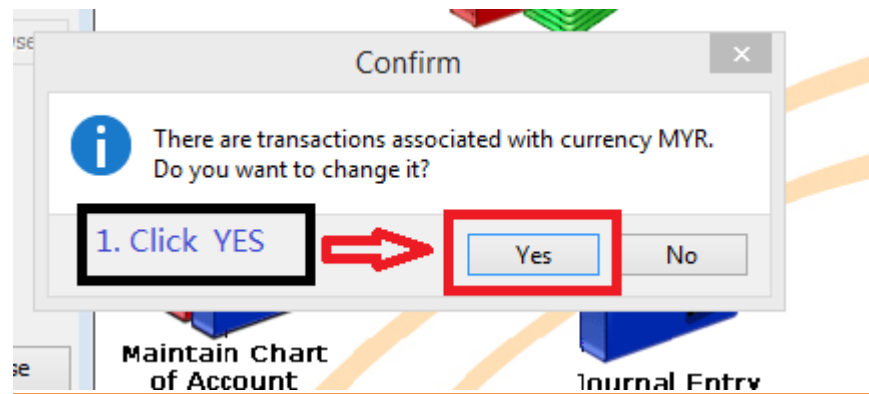 Confirm
There are transactions associated with currency MYR.
Do you want to change it?
1. Click YES
Yes
No
Maintain Chart
of Account
Journal Entry